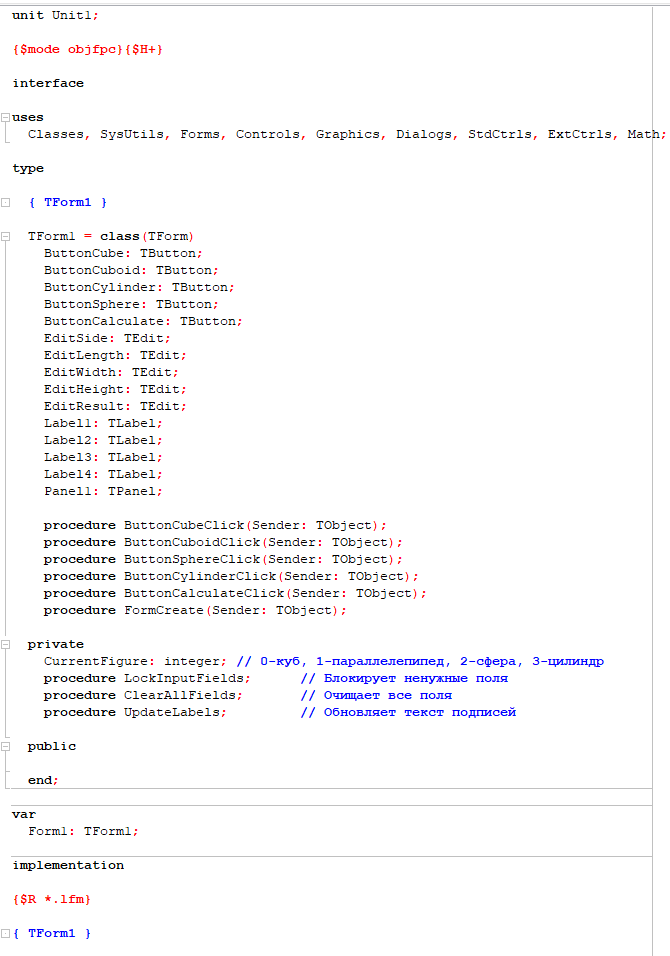 unit Unit1;
{$mode objfpc}{$H+}
interface
uses
Classes, SysUtils, Forms, Controls, Graphics, Dialogs, StdCtrls, ExtCtrls, Math;
type
{ TForm1 }
TForm1 = class(TForm)
ButtonCube: TButton;
ButtonCuboid: TButton;
ButtonCylinder: TButton;
ButtonSphere: TButton;
ButtonCalculate: TButton;
EditSide: TEdit;
EditLength: TEdit;
EditWidth: TEdit;
EditHeight: TEdit;
EditResult: TEdit;
Label1: TLabel;
Label2: TLabel;
Label3: TLabel;
Label4: TLabel;
Panel1: TPanel;
procedure ButtonCubeClick(Sender: TObject);
procedure ButtonCuboidClick(Sender: TObject);
procedure ButtonSphereClick(Sender: TObject);
procedure ButtonCylinderClick(Sender: TObject);
procedure ButtonCalculateClick(Sender: TObject);
procedure FormCreate(Sender: TObject);
private
CurrentFigure: integer; // 0-куб, 1-параллелепипед, 2-сфера, 3-цилиндр
procedure LockInputFields; // Блокирует ненужные поля
procedure ClearAllFields; // Очищает все поля
procedure UpdateLabels; // Обновляет текст подписей
public
end;
var
Form1: TForm1;
implementation
{$R *.lfm}
{ TForm1 }